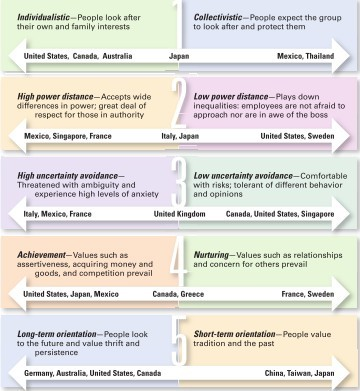 Individualistic—People look after
their own and family interests
1
Collectivistic—People expect the group
to look after and protect them
United States, Canada, Australia
Japan
Mexico, Thailand
High power distance—Accepts wide
differences in power; great deal of
respect for those in authority
2
Low power distance—Plays down
inequalities: employees are not afraid to
approach nor are in awe of the boss
Mexico, Singapore, France
Italy, Japan
United States, Sweden
High uncertainty avoidance—
Threatened with ambiguity and
experience high levels of anxiety
3
Low uncertainty avoidance—Comfortable
with risks; tolerant of different behavior
and opinions
Italy, Mexico, France
United Kingdom
Canada, United States, Singapore
Achievement—Values such as
assertiveness, acquiring money and
goods, and competition prevail
4
Nurturing—Values such as relationships
and concern for others prevail
United States, Japan, Mexico
Canada, Greece
France, Sweden
Long-term orientation—People look
to the future and value thrift and
persistence
5
Short-term orientation—People value
tradition and the past
Germany, Australia, United States, Canada
China, Taiwan, Japan